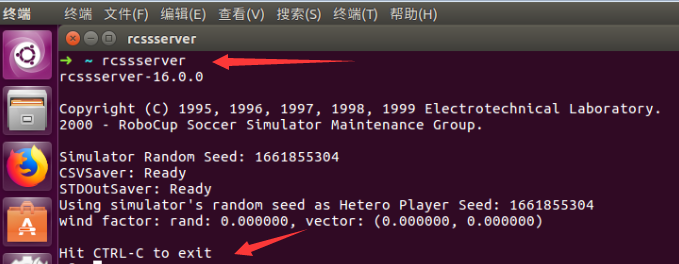 终端 终端 文件(F) 编辑(E) 查看(V) 搜索(S) 终端(T) 帮助(H)
rcssserver
➜ ~ rcssserver
rcssserver-16.0.0
Copyright (C) 1995, 1996, 1997, 1998, 1999 Electrotechnical Laboratory.
2000 - RoboCup Soccer Simulator Maintenance Group.
Simulator Random Seed: 1661855304
CSVSaver: Ready
STDOutSaver: Ready
Using simulator's random seed as Hetero Player Seed: 1661855304
wind factor: rand: 0.000000, vector: (0.000000, 0.000000)
Hit CTRL-C to exit